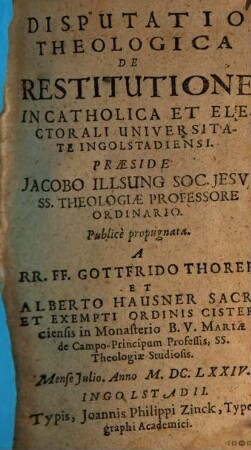 DISPUTATIO
THEOLOGICA
DE
RESTITUTIONE
IN CATHOLICA ET ELE-
CTORALI UNIVERSITA-
TE INGOLSTADIENSI.
PRÆSIDE
JACOBO ILLSUNG SOC. JESV
SS. THEOLOGIÆ PROFESSORE
ORDINARIO.
Publicè propugnata.
A
RR. FF. GOTTFRIDO THORER
ET
ALBERTO HAUSNER SACRI
ET EXEMPTI ORDINIS CISTER
ciensis in Monasterio B. V. MARIÆ
de Campo-Principum Professis, SS.
Theologiæ Studiosis.
Mense Julio. Anno M. DC. LXXIV.
INGOLSTADII.
Typis, Joannis Philippi Zinck, Typo-
graphi Academici.